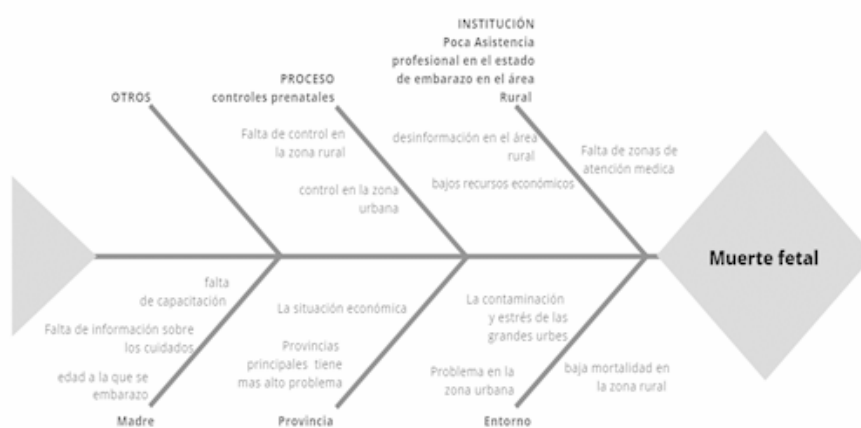 INSTITUCIÓN
Poca Asistencia
profesional en el estado
de embarazo en el área
Rural
PROCESO
controles prenatales
OTROS
Falta de control en
la zona rural
control en la zona
urbana
desinformación en el área
rural
bajos recursos económicos
Falta de zonas de
atención medica
Muerte fetal
falta
de capacitación
Falta de información sobre
los cuidados
edad a la que se
embarazo
Madre
La situación económica
Provincias
principales tiene
mas alto problema
Provincia
La contaminación
y estrés de las
grandes urbes
Problema en la
zona urbana
baja mortalidad en
la zona rural
Entorno